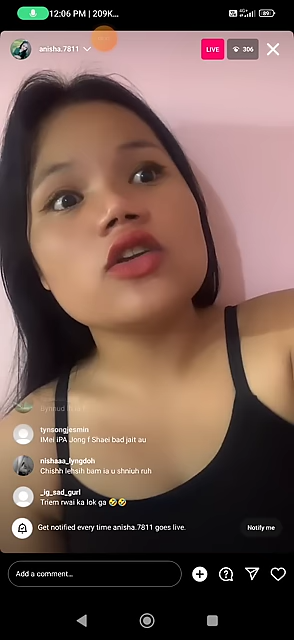 12:06 PM | 209K...
4G+
89
anisha.7811
LIVE
306
tynsongjesmin
IMei iPA Jong f Shaei bad jait au
nishaaa_lyngdoh
Chishh lehsih bam ia u shniuh ruh
_ig_sad_gurl
Triem rwai ka lok ga 🤣🤣
Get notified every time anisha.7811 goes live.
Notify me
Add a comment...